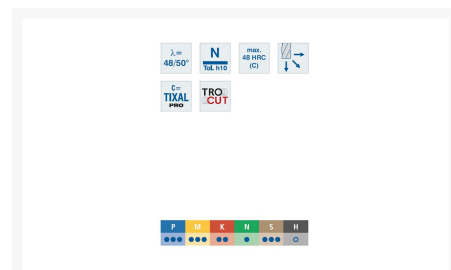 λ=
48/50°
N
Tol. h10
max.
48 HRC
(C)
C=
TIXAL
PRO
TRO
CUT
P M K N S H